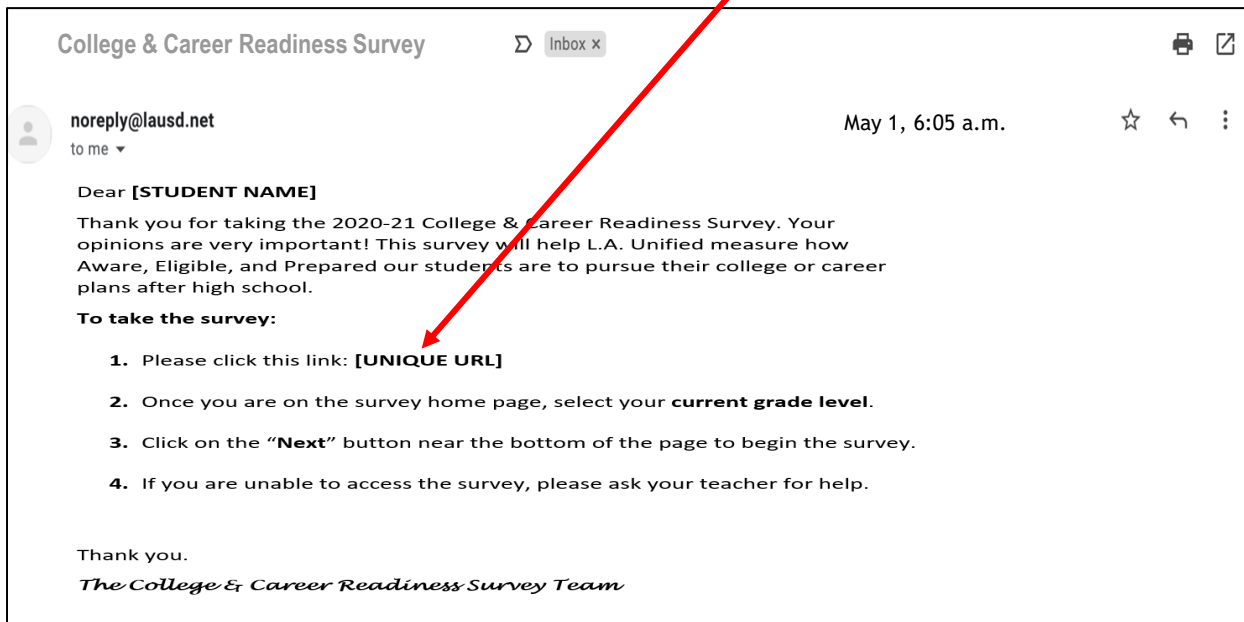 College & Career Readiness Survey Inbox ×
noreply@lausd.net May 1, 6:05 a.m.
to me
Dear [STUDENT NAME]
Thank you for taking the 2020-21 College & Career Readiness Survey. Your
opinions are very important! This survey will help L.A. Unified measure how
Aware, Eligible, and Prepared our students are to pursue their college or career
plans after high school.
To take the survey:
1. Please click this link: [UNIQUE URL]
2. Once you are on the survey home page, select your current grade level.
3. Click on the “Next” button near the bottom of the page to begin the survey.
4. If you are unable to access the survey, please ask your teacher for help.
Thank you.
The College & Career Readiness Survey Team